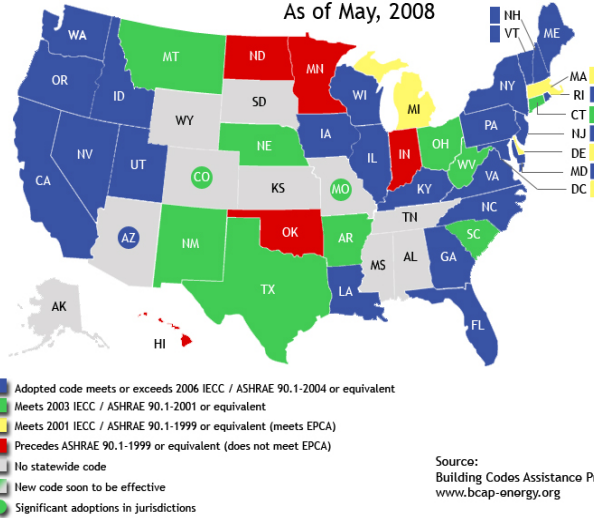 As of May, 2008
NH
VT
WA
MT
ND
MN
ME
OR
ID
WY
SD
WI
MI
NY
MA
RI
CT
NJ
DE
MD
DC
NV
UT
CO
NE
KS
IA
MO
IL
IN
OH
PA
WV
VA
KY
CA
AZ
NM
OK
AR
TN
NC
SC
TX
LA
MS
AL
GA
FL
AK
HI
Adopted code meets or exceeds 2006 IECC / ASHRAE 90.1-2004 or equivalent
Meets 2003 IECC / ASHRAE 90.1-2001 or equivalent
Meets 2001 IECC / ASHRAE 90.1-1999 or equivalent (meets EPCA)
Precedes ASHRAE 90.1-1999 or equivalent (does not meet EPCA)
No statewide code
New code soon to be effective
Significant adoptions in jurisdictions
Source:
Building Codes Assistance
www.bcap-energy.org